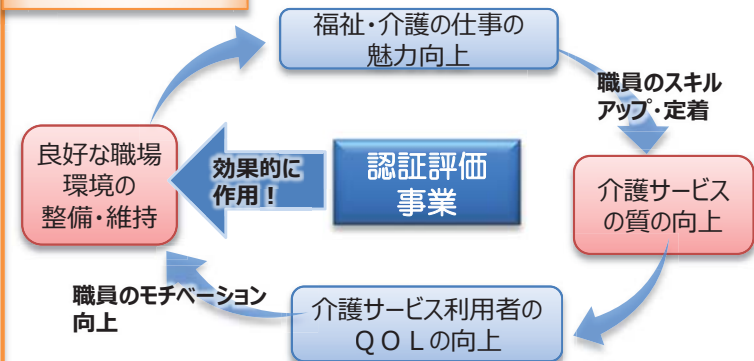 福祉・介護の仕事の
魅力向上
職員のスキル
アップ・定着
良好な職場
環境の
整備・維持
効果的に
作用！
認証評価
事業
介護サービス
の質の向上
職員のモチベーション
向上
介護サービス利用者の
ＱＯＬの向上